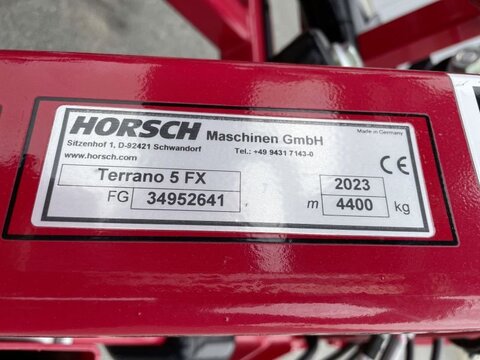 HORSCH Maschinen GmbH Made in Germany
Sitzenhof 1, D-92421 Schwandorf Tel.: +49 9431 7143-0
www.horsch.com CE
Terrano 5 FX 2023
FG 34952641 m 4400 kg